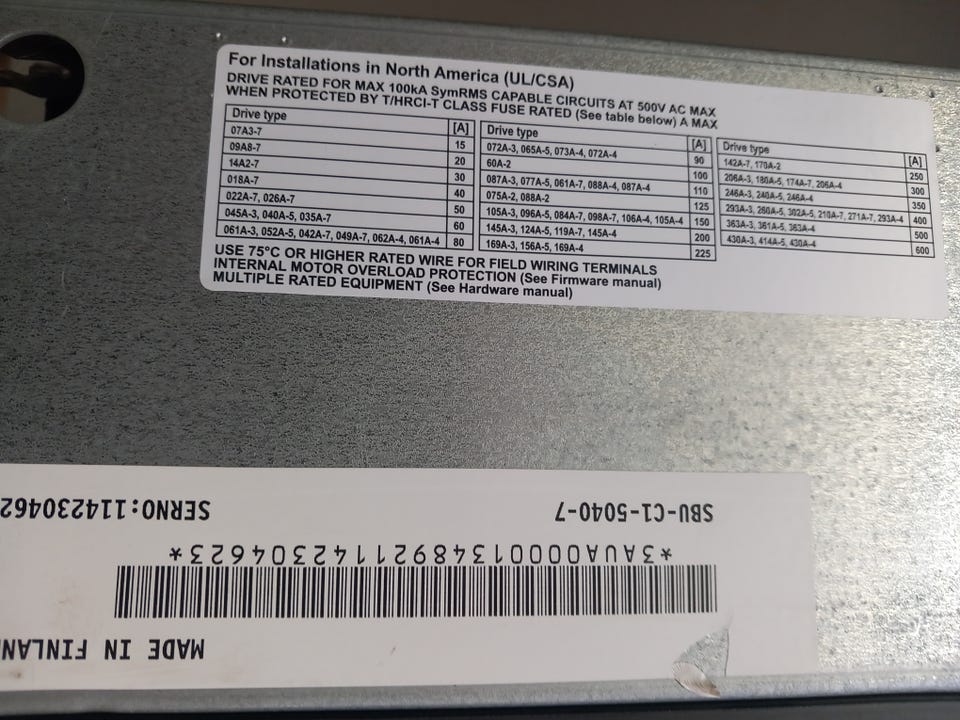 For Installations in North America (UL/CSA)
DRIVE RATED FOR MAX 100kA SymRMS CAPABLE CIRCUITS AT 500V AC MAX
WHEN PROTECTED BY T/HRCI-T CLASS FUSE RATED (See table below) A MAX
Drive type [A]
07A3-7 15
09A8-7 20
14A2-7 30
018A-7 40
022A-7, 026A-7 50
045A-3, 040A-5, 035A-7 60
061A-3, 052A-5, 042A-7, 049A-7, 062A-4, 061A-4 80
Drive type [A]
072A-3, 065A-5, 073A-4, 072A-4 90
60A-2 100
087A-3, 077A-5, 061A-7, 088A-4, 087A-4 110
075A-2, 088A-2 125
105A-3, 096A-5, 084A-7, 098A-7, 106A-4, 105A-4 150
145A-3, 124A-5, 119A-7, 145A-4 200
169A-3, 156A-5, 169A-4 225
Drive type [A]
142A-7, 170A-2 250
206A-3, 180A-5, 174A-7, 206A-4 300
246A-3, 240A-5, 246A-4 350
293A-3, 260A-5, 302A-5, 210A-7, 271A-7, 293A-4 400
363A-3, 361A-5, 363A-4 500
430A-3, 414A-5, 430A-4 600
USE 75°C OR HIGHER RATED WIRE FOR FIELD WIRING TERMINALS
INTERNAL MOTOR OVERLOAD PROTECTION (See Firmware manual)
MULTIPLE RATED EQUIPMENT (See Hardware manual)
MADE IN FINLAN
*3AUA00001348921142304623*
SBU-C1-5040-7 SERNO:114230462